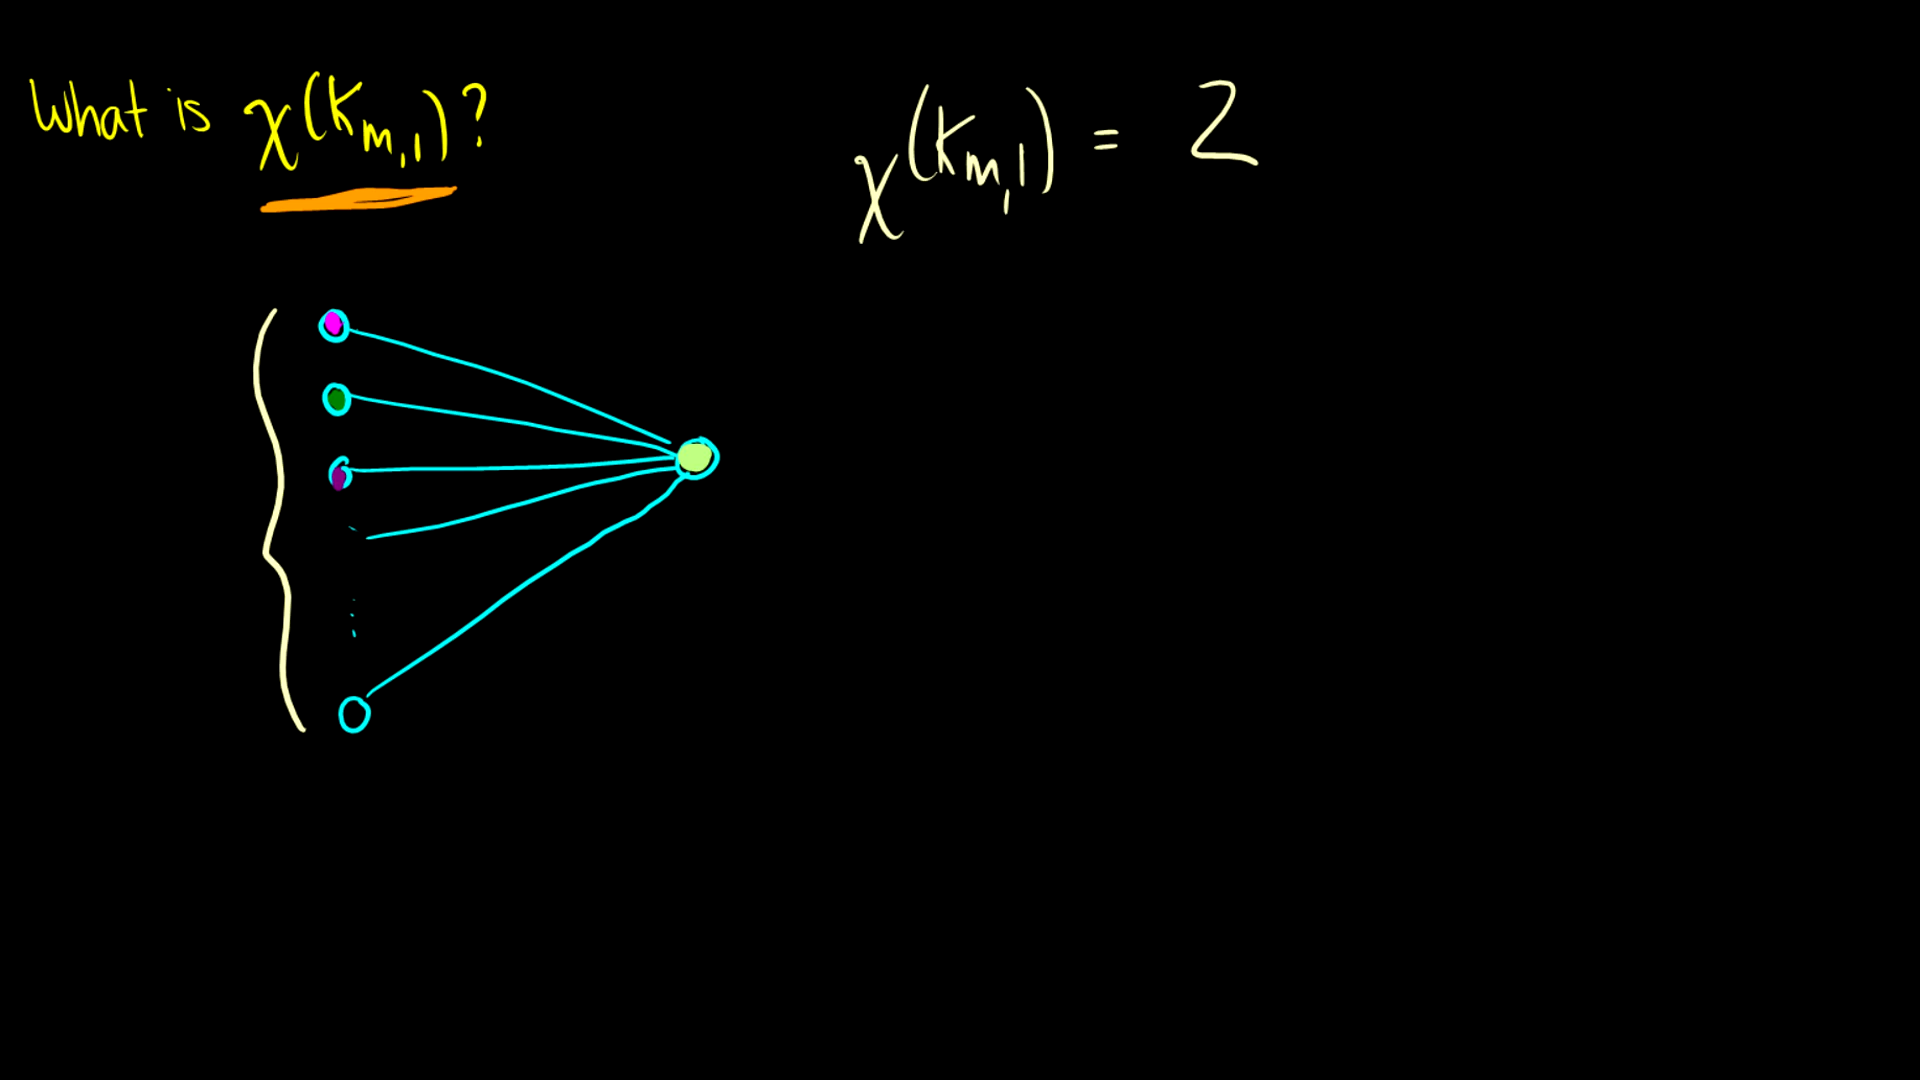 What is χ(K_{m,1})?
χ(K_{m,1}) = 2